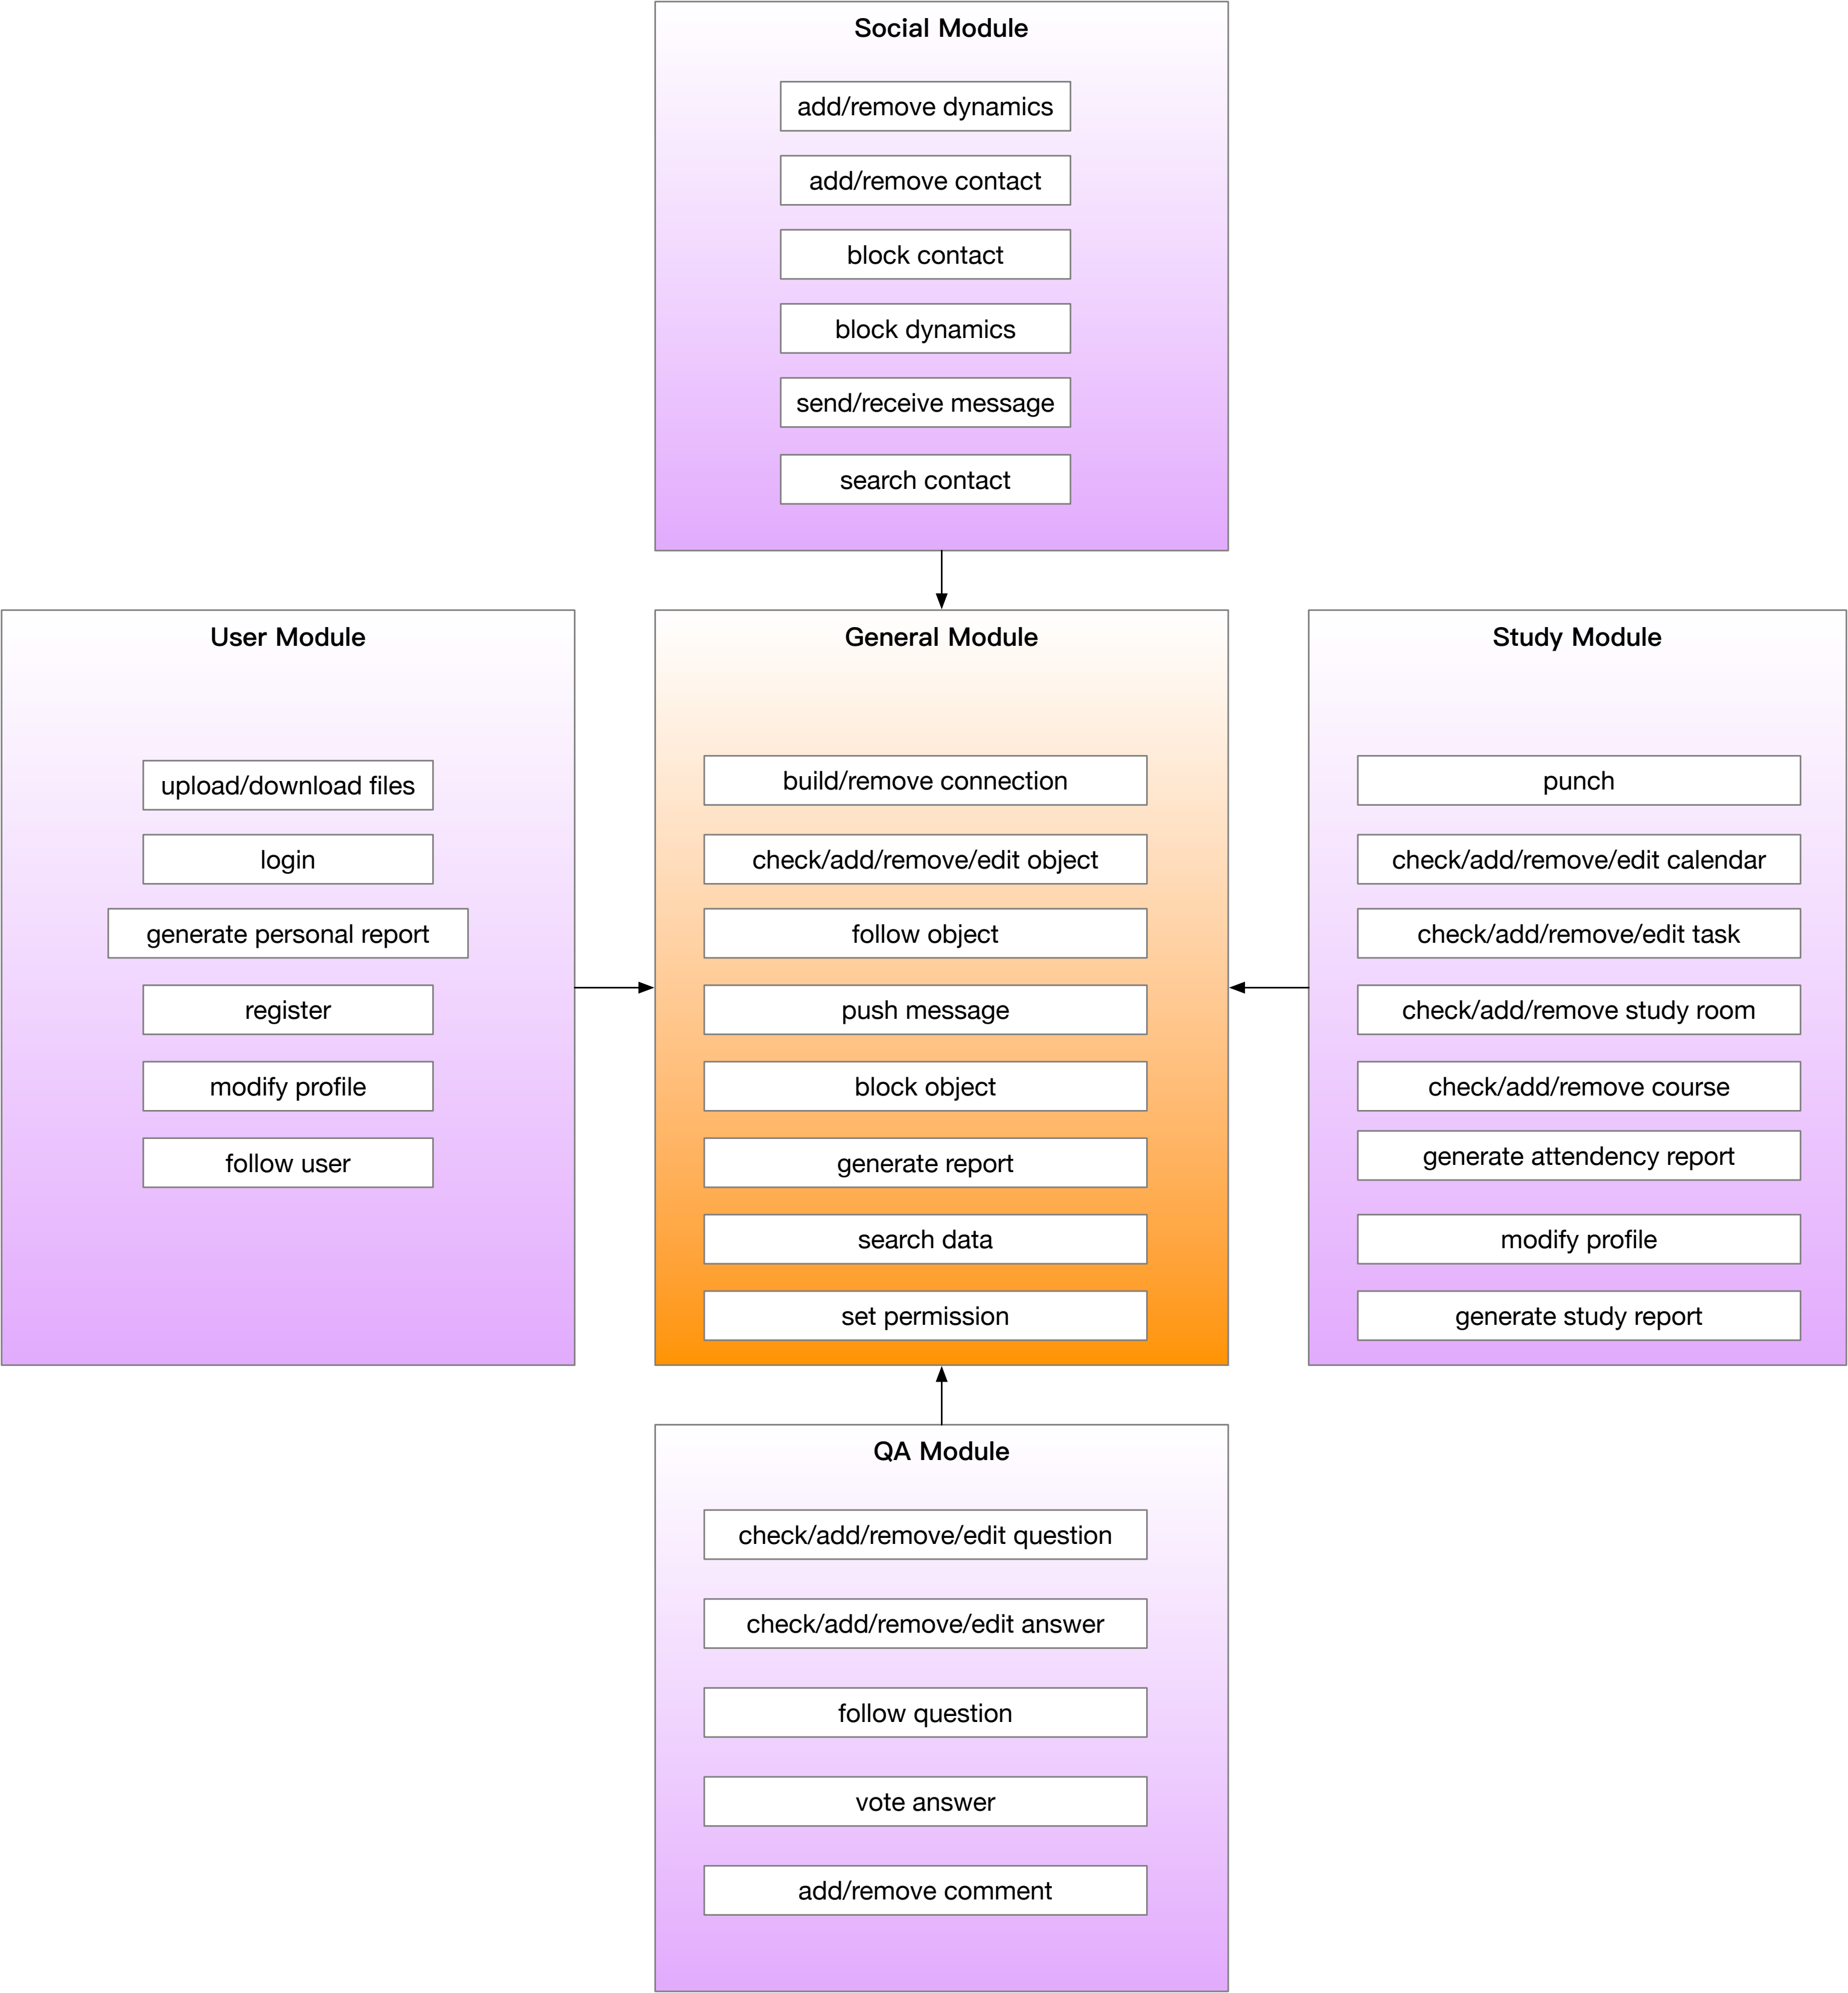 Social Module
add/remove dynamics
add/remove contact
block contact
block dynamics
send/receive message
search contact
User Module
upload/download files
login
generate personal report
register
modify profile
follow user
General Module
build/remove connection
check/add/remove/edit object
follow object
push message
block object
generate report
search data
set permission
Study Module
punch
check/add/remove/edit calendar
check/add/remove/edit task
check/add/remove study room
check/add/remove course
generate attendency report
modify profile
generate study report
QA Module
check/add/remove/edit question
check/add/remove/edit answer
follow question
vote answer
add/remove comment